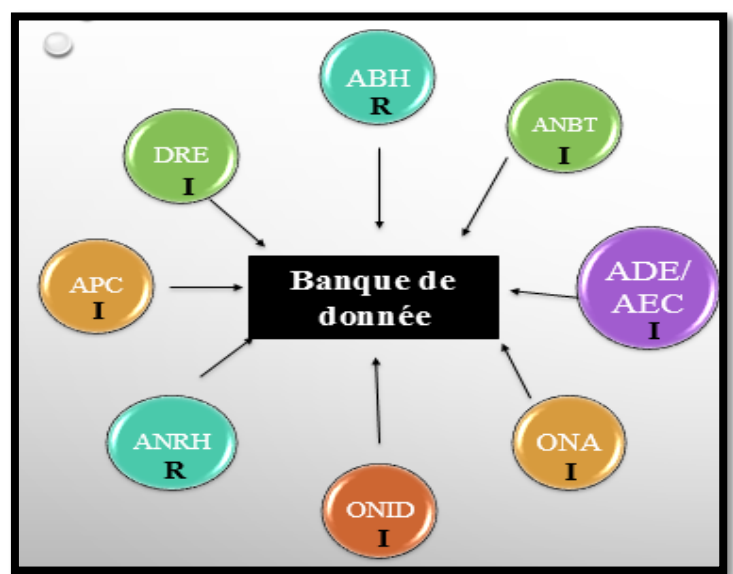 ABH
R
ANBT
I
DRE
I
ADE/
AEC
I
APC
I
Banque de
donnée
ANRH
R
ONA
I
ONID
I